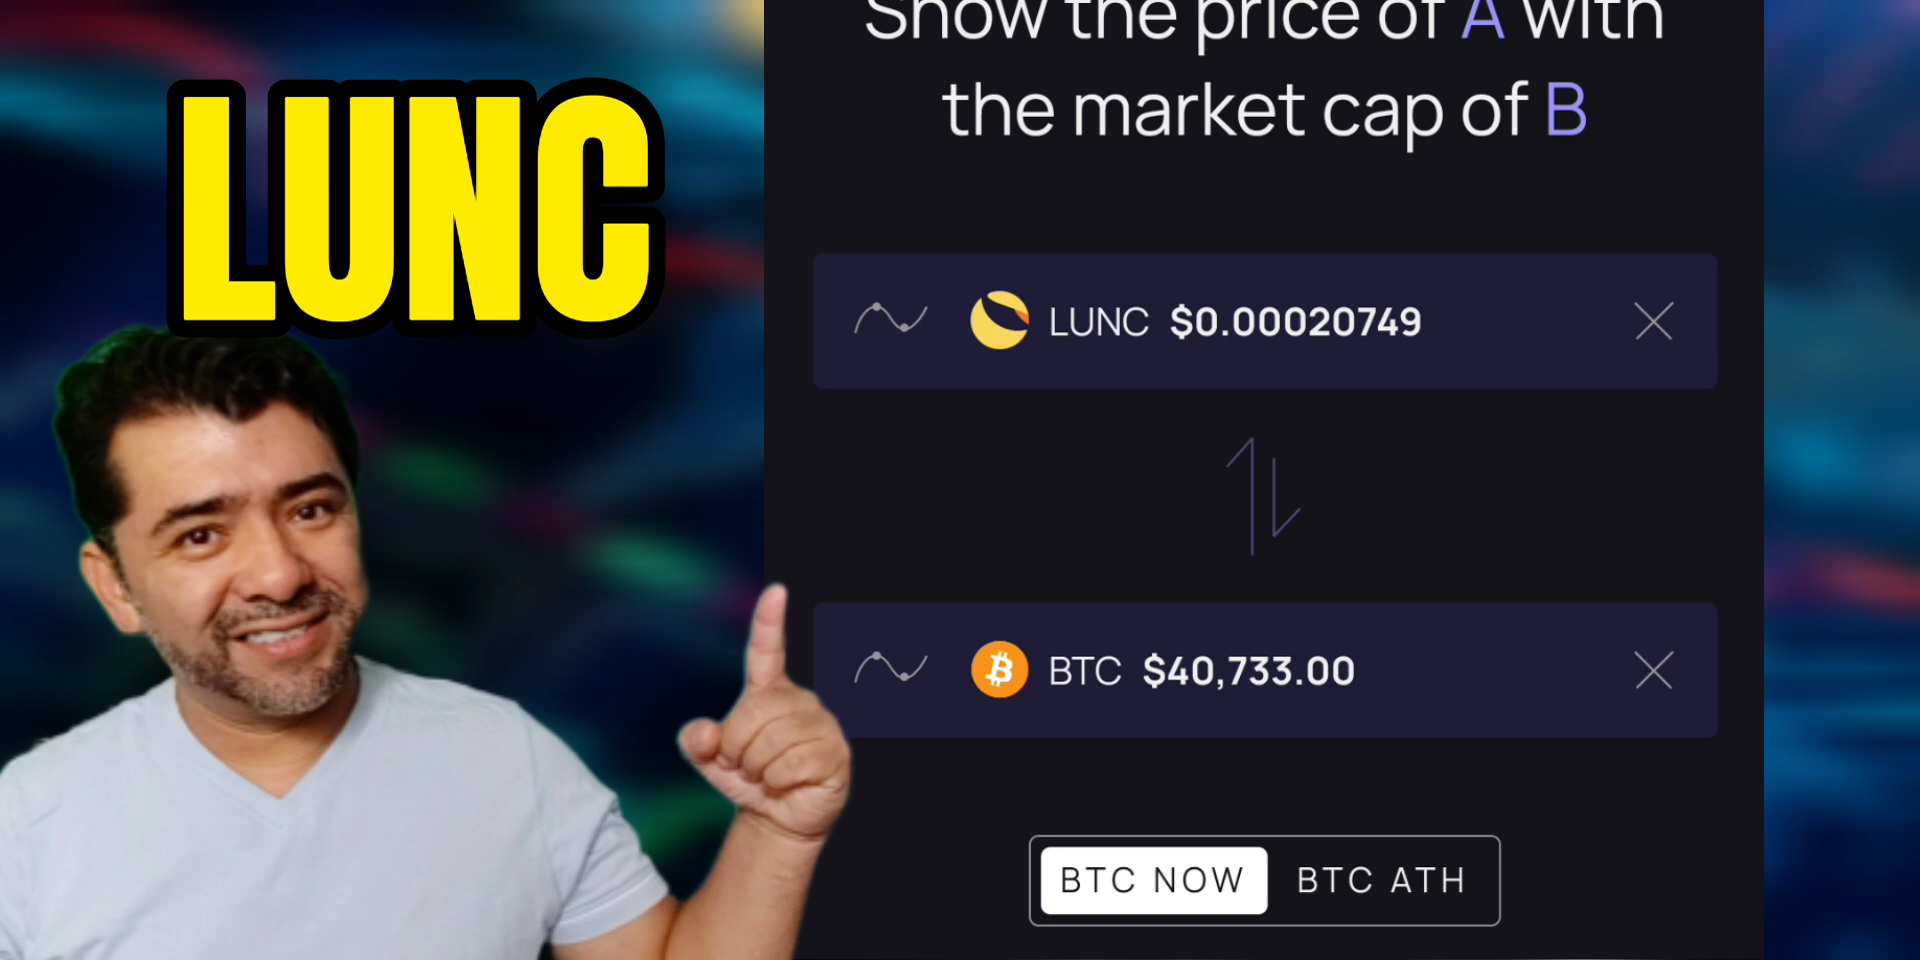 LUNC
Show the price of A with
the market cap of B
LUNC $0.00020749
BTC $40,733.00
BTC NOW BTC ATH